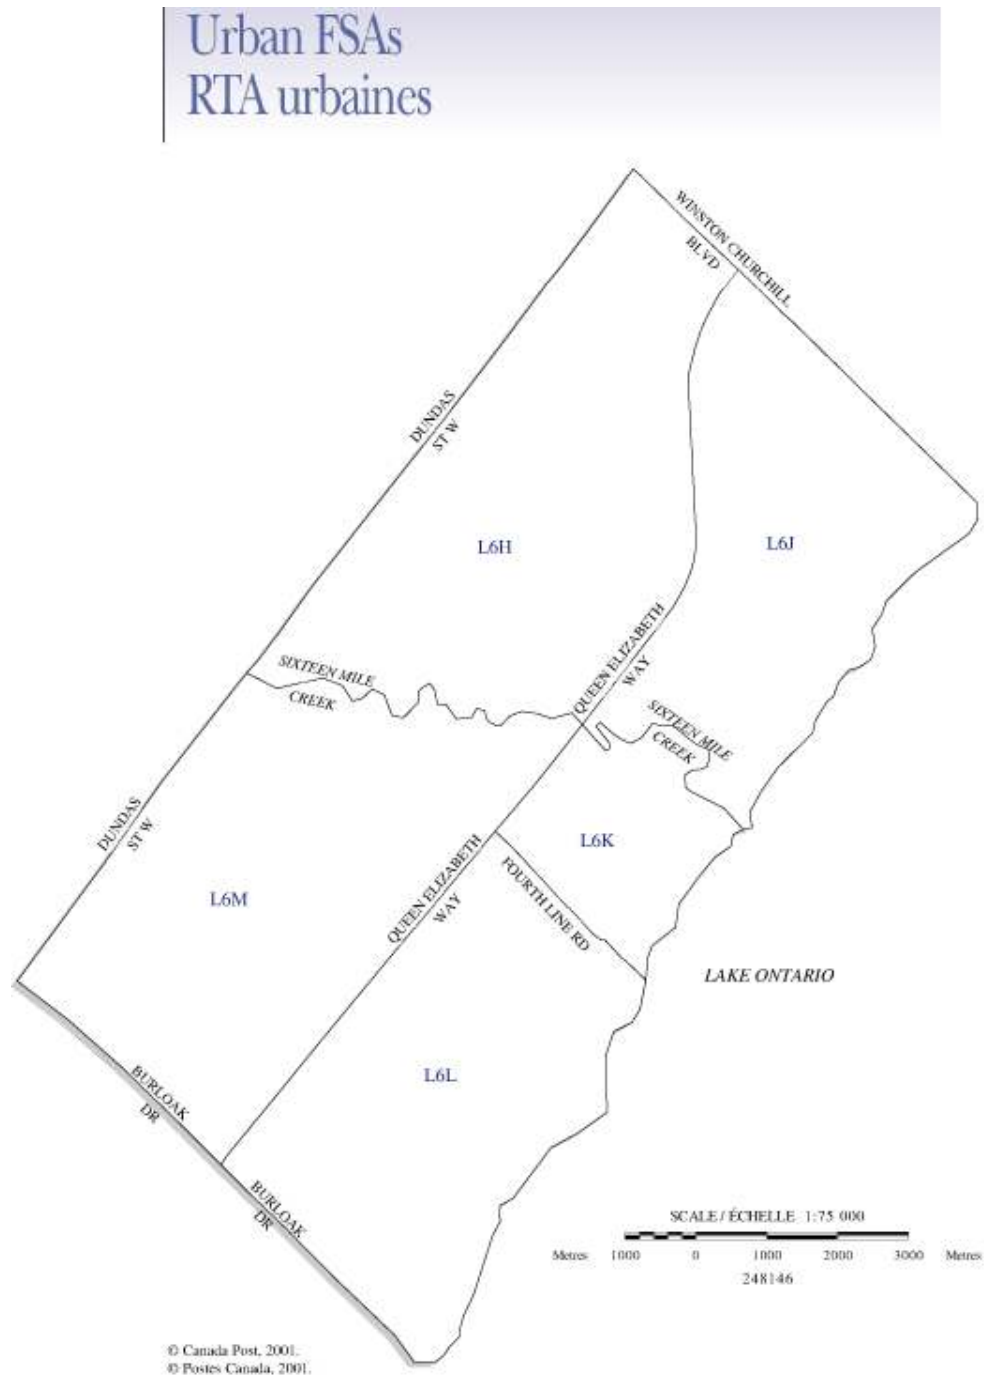 Urban FSAs
RTA urbaines
WINSTON CHURCHILL
BLVD
DUNDAS
ST W
L6H
L6J
QUEEN ELIZABETH
WAY
SIXTEEN MILE
CREEK
SIXTEEN MILE
CREEK
DUNDAS
ST W
L6K
QUEEN ELIZABETH
WAY
FOURTH LINE RD
L6M
LAKE ONTARIO
L6L
BURLOAK
DR
BURLOAK
DR
SCALE / ÉCHELLE 1:75 000
Metres 1000 0 1000 2000 3000 Metres
248146
© Canada Post, 2001.
© Postes Canada, 2001.